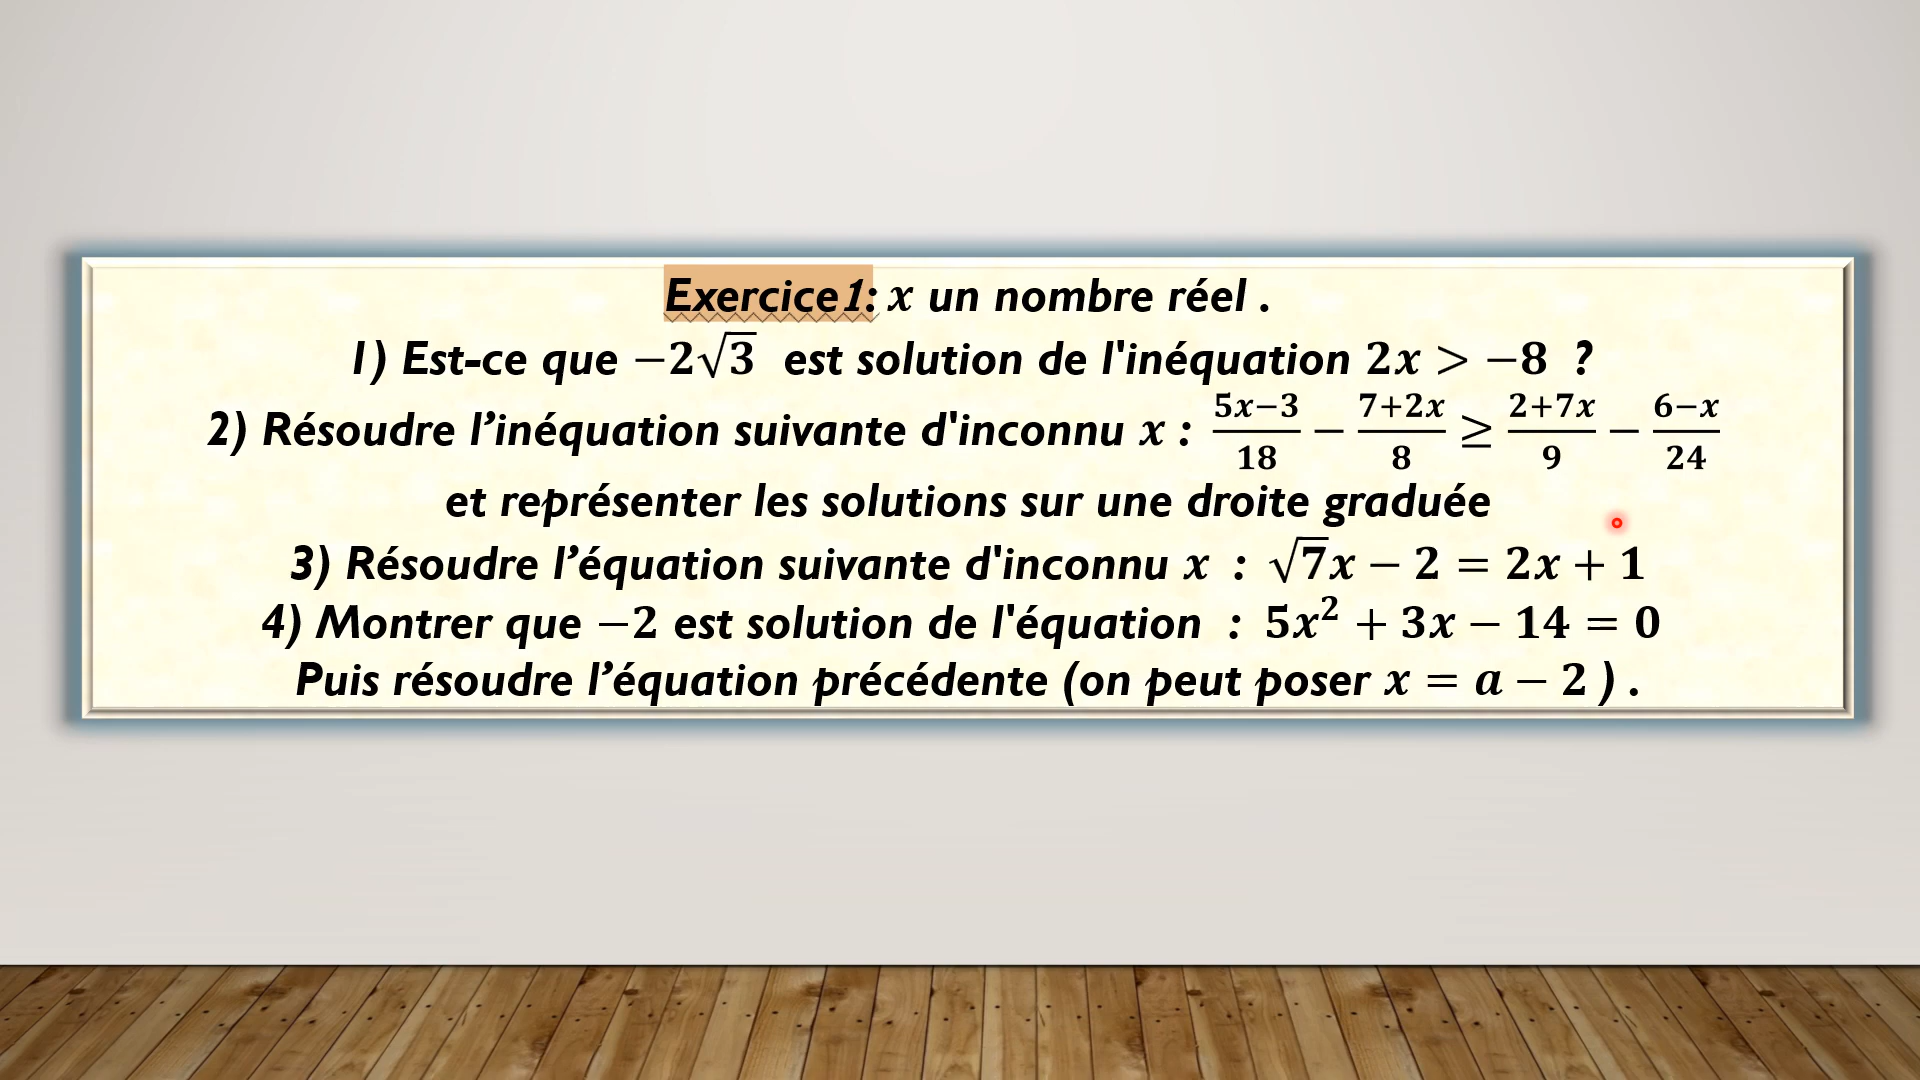 Exercice1: x un nombre réel .
1) Est-ce que −2√3 est solution de l'inéquation 2x > −8 ?
2) Résoudre l’inéquation suivante d'inconnu x : (5x−3)/18 − (7+2x)/8 ≥ (2+7x)/9 − (6−x)/24
et représenter les solutions sur une droite graduée
3) Résoudre l’équation suivante d'inconnu x : √7x − 2 = 2x + 1
4) Montrer que −2 est solution de l'équation : 5x² + 3x − 14 = 0
Puis résoudre l’équation précédente (on peut poser x = a − 2 ) .